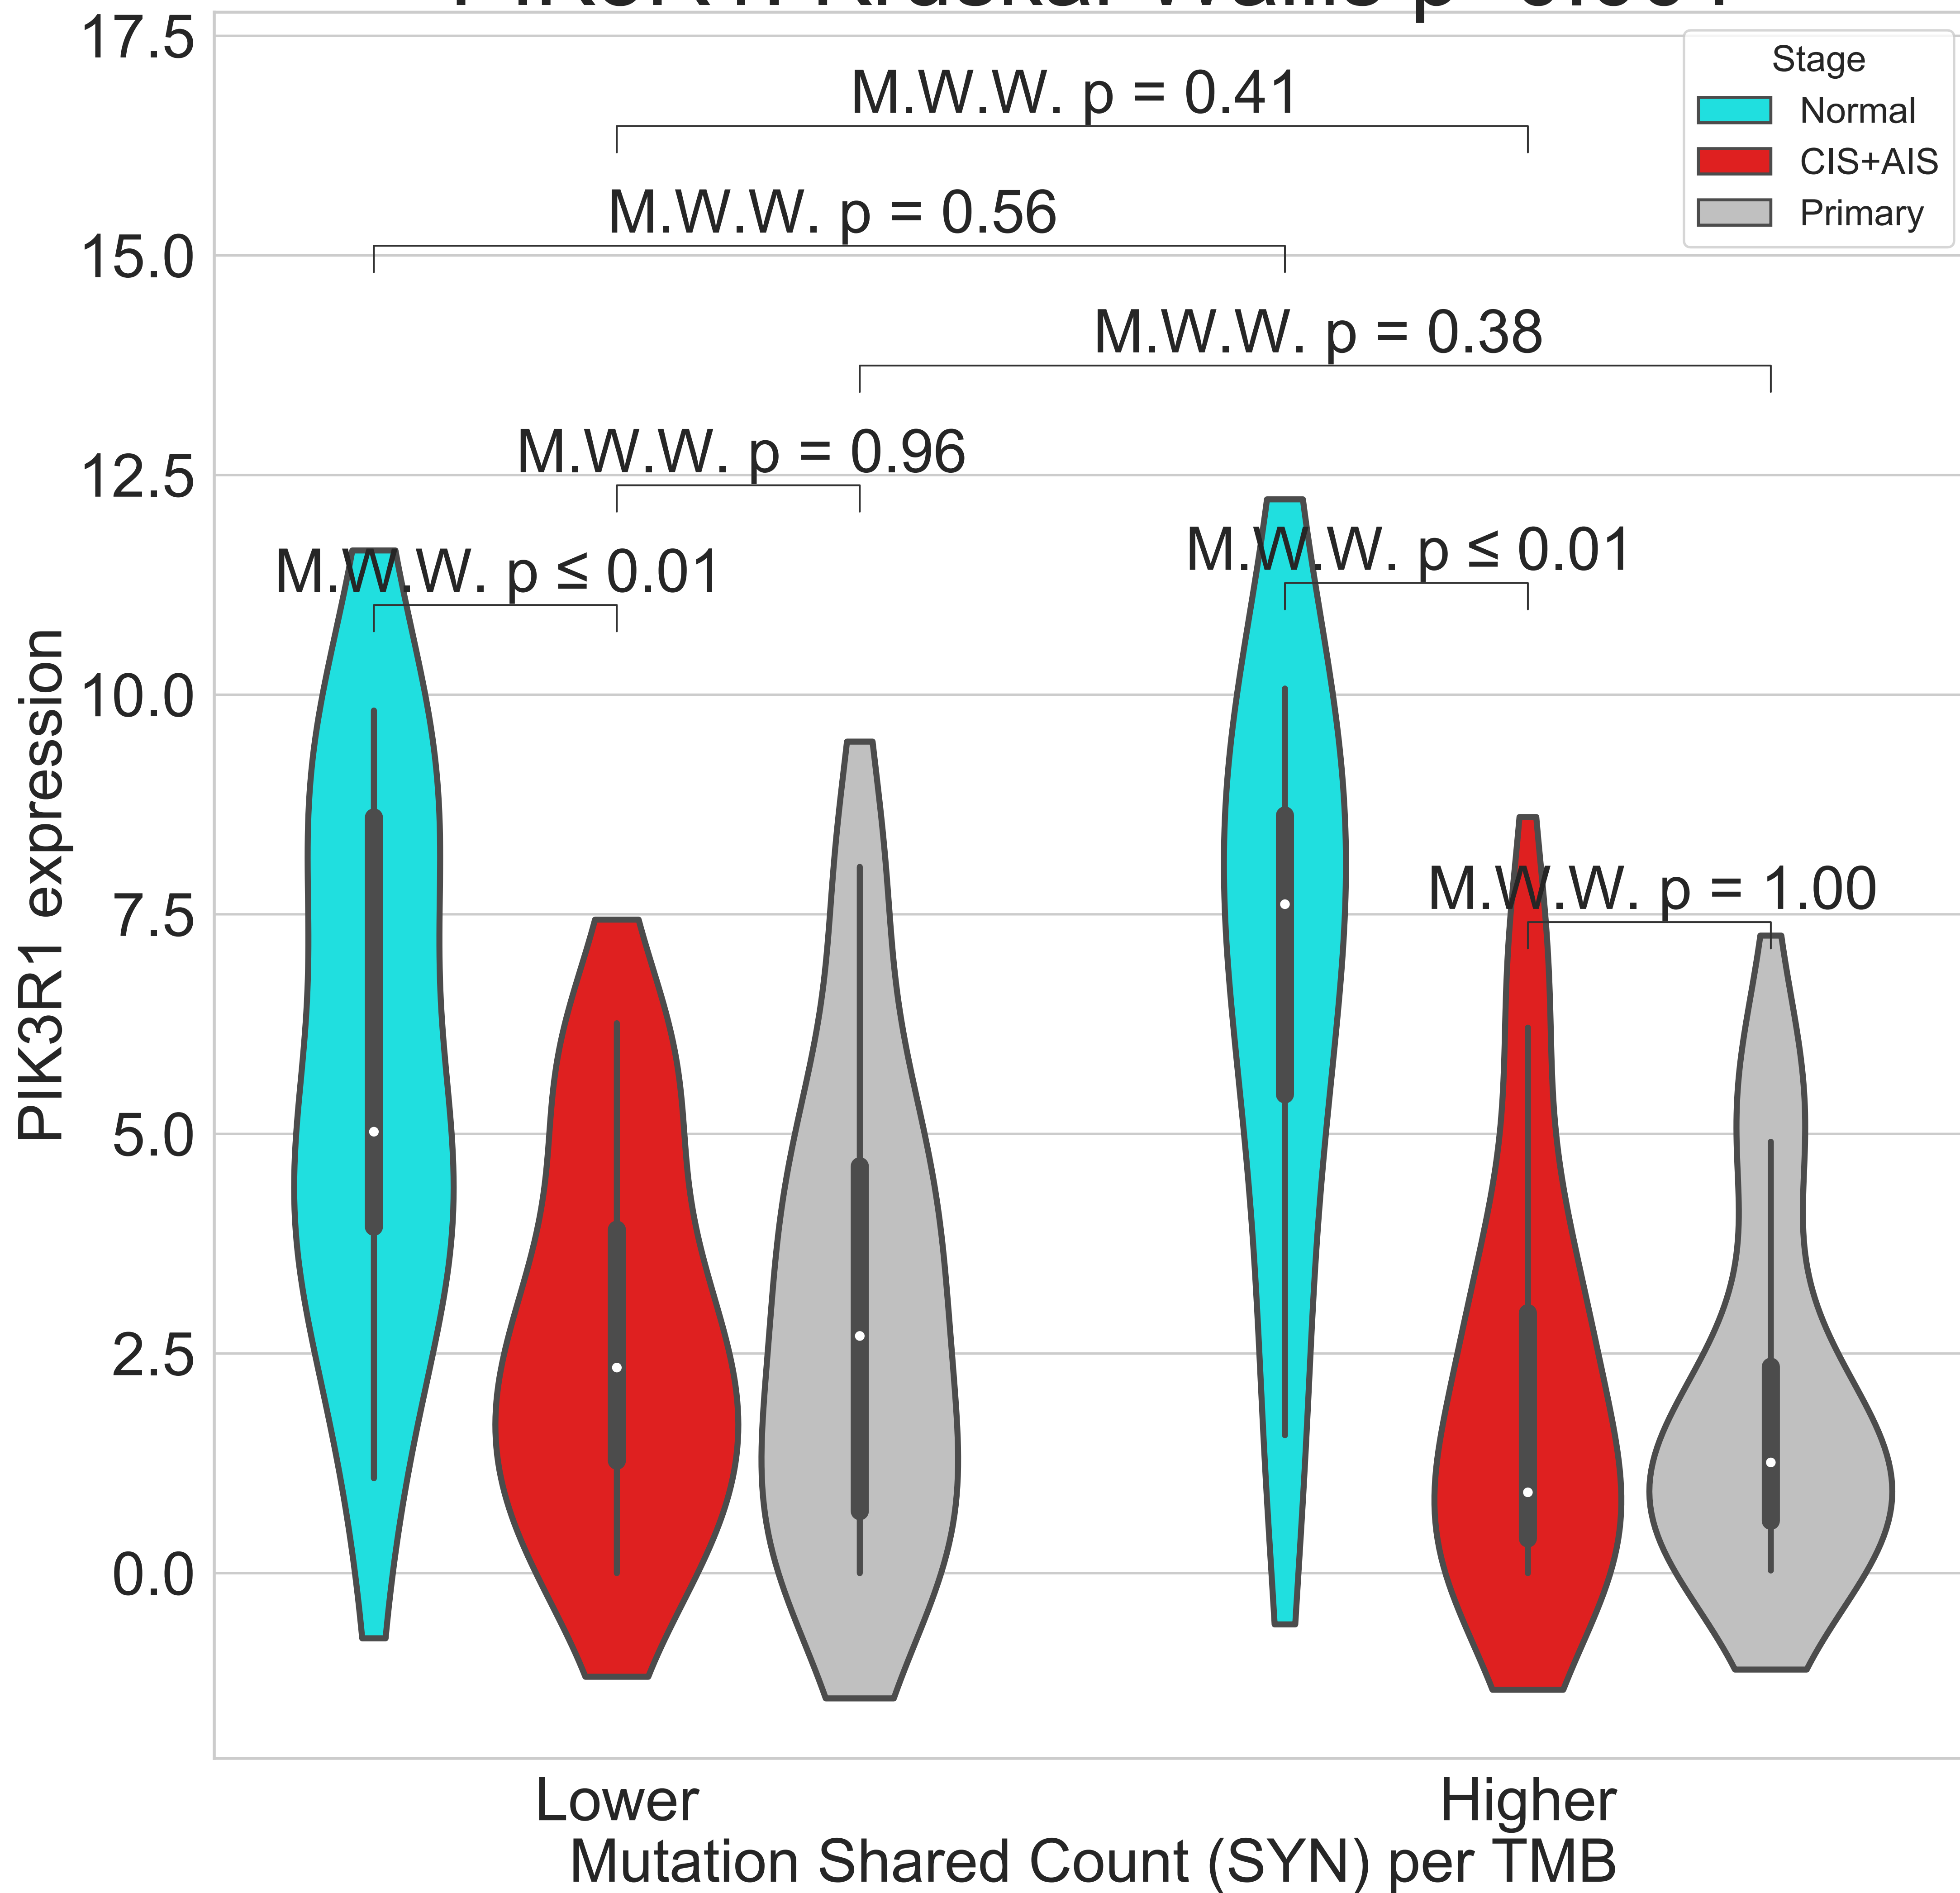 17.5
15.0
12.5
10.0
7.5
5.0
2.5
0.0
PIK3R1 expression
Stage
Normal
CIS+AIS
Primary
M.W.W. p = 0.41
M.W.W. p = 0.56
M.W.W. p = 0.38
M.W.W. p = 0.96
M.W.W. p ≤ 0.01
M.W.W. p ≤ 0.01
M.W.W. p = 1.00
Lower
Higher
Mutation Shared Count (SYN) per TMB